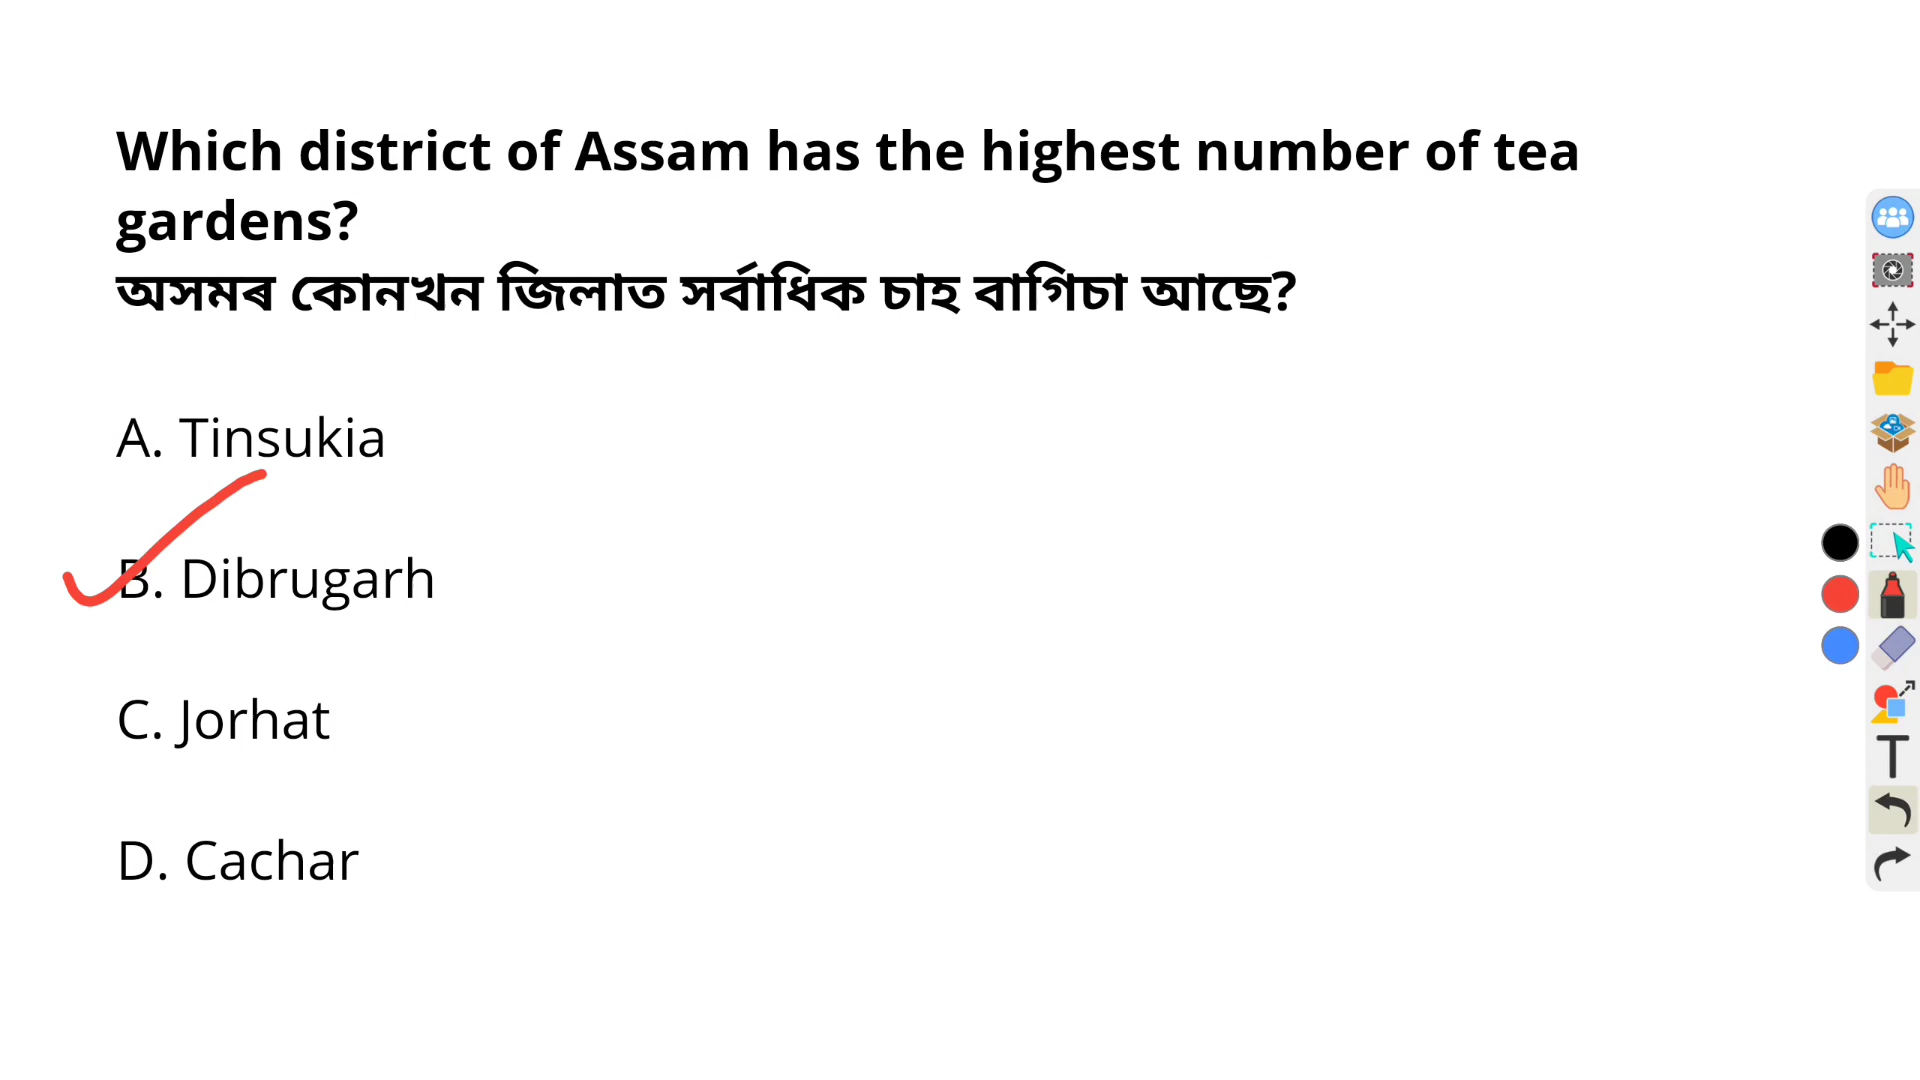 Which district of Assam has the highest number of tea
gardens?
অসমৰ কোনখন জিলাত সৰ্বাধিক চাহ বাগিচা আছে?
A. Tinsukia
B. Dibrugarh
C. Jorhat
D. Cachar